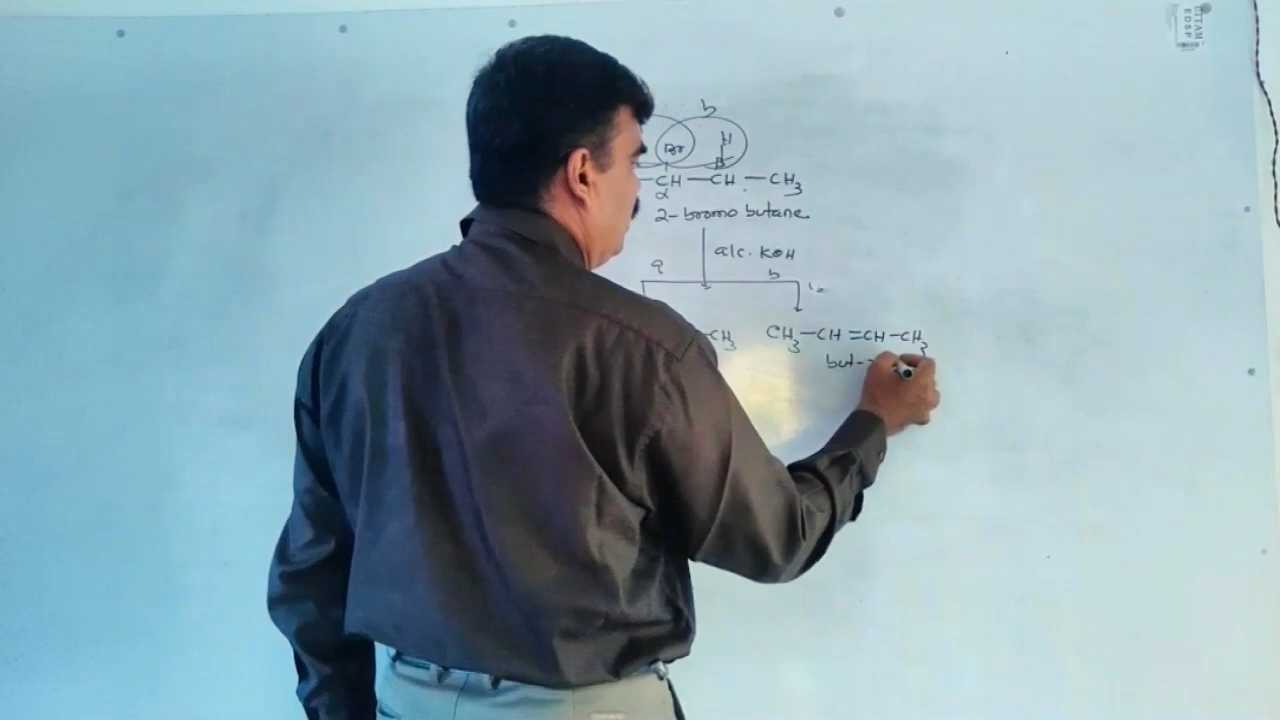 b
Br H
β
—CH —CH —CH3
α
2-bromo butane
alc. KOH
a b
—CH3 CH3—CH=CH—CH3
but-